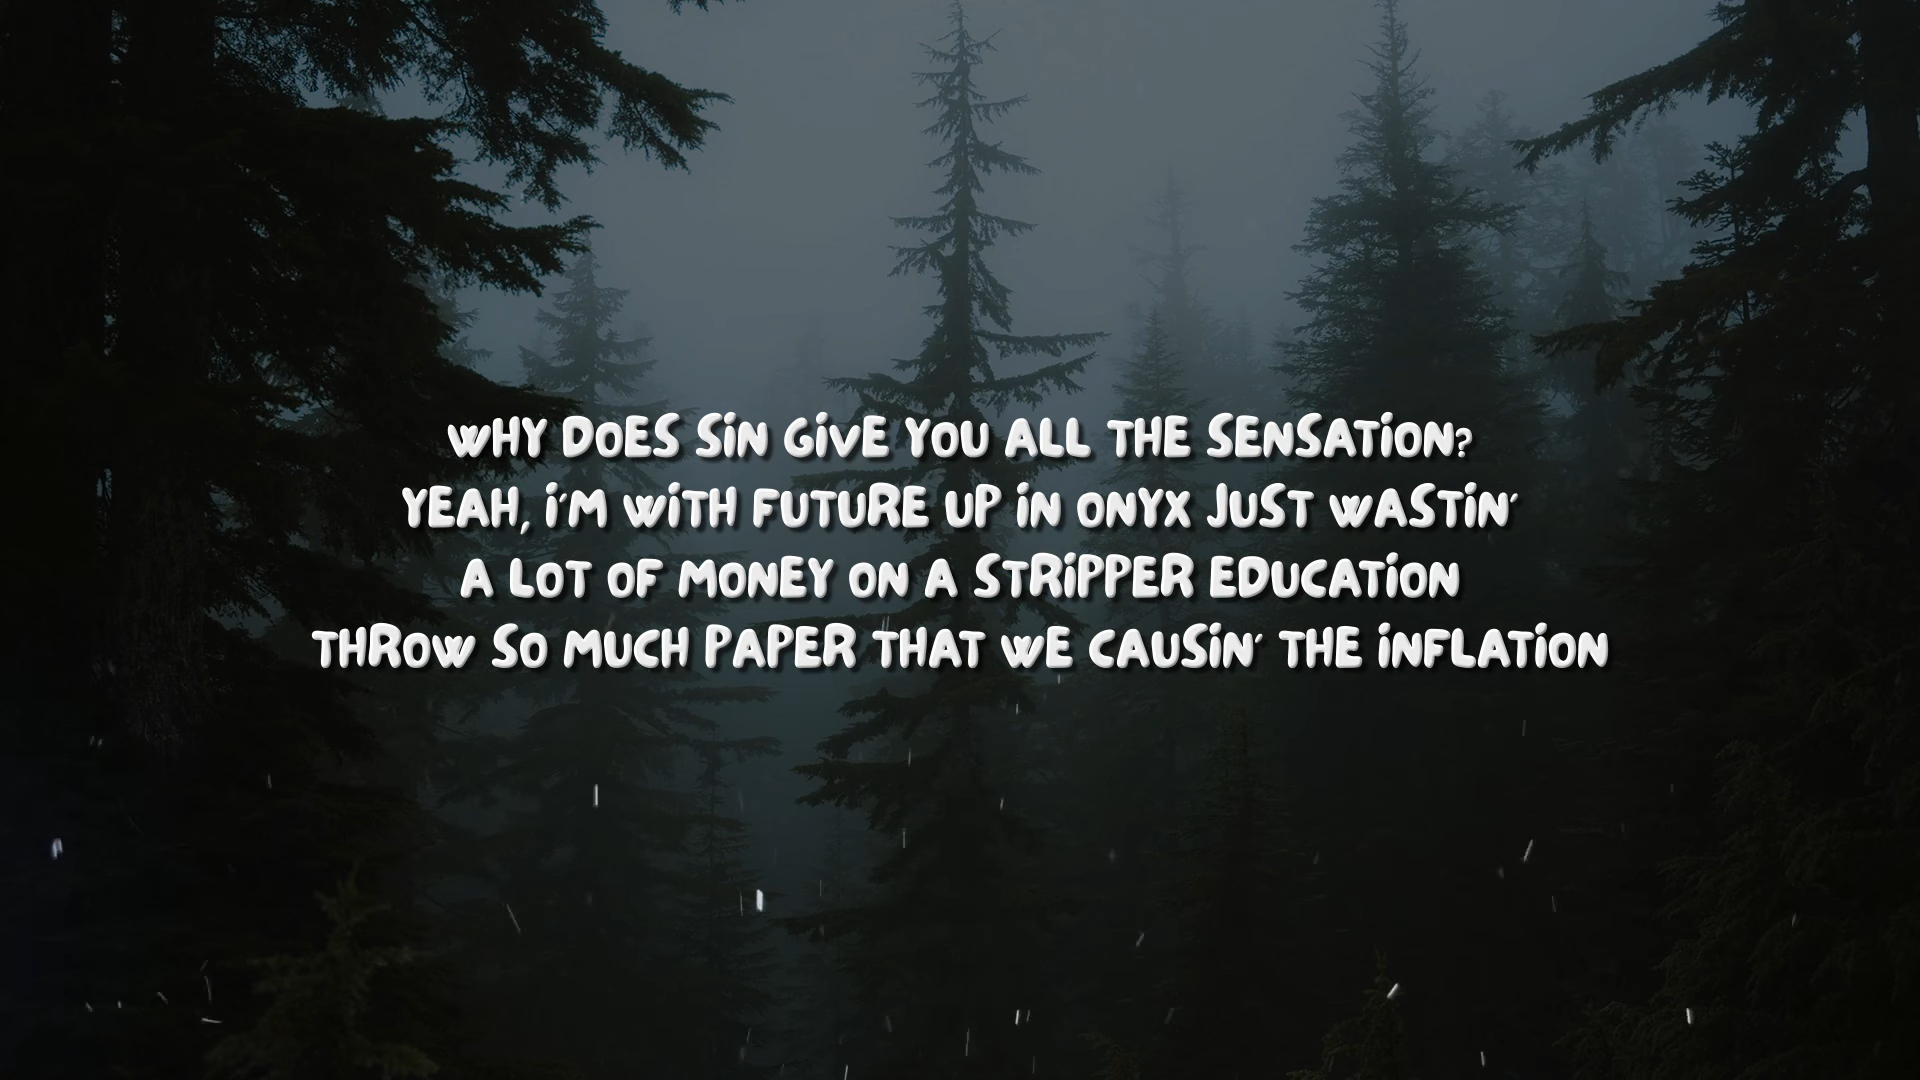 WHY DOES SIN GIVE YOU ALL THE SENSATION?
YEAH, I'M WITH FUTURE UP IN ONYX JUST WASTIN'
A LOT OF MONEY ON A STRIPPER EDUCATION
THROW SO MUCH PAPER THAT WE CAUSIN' THE INFLATION